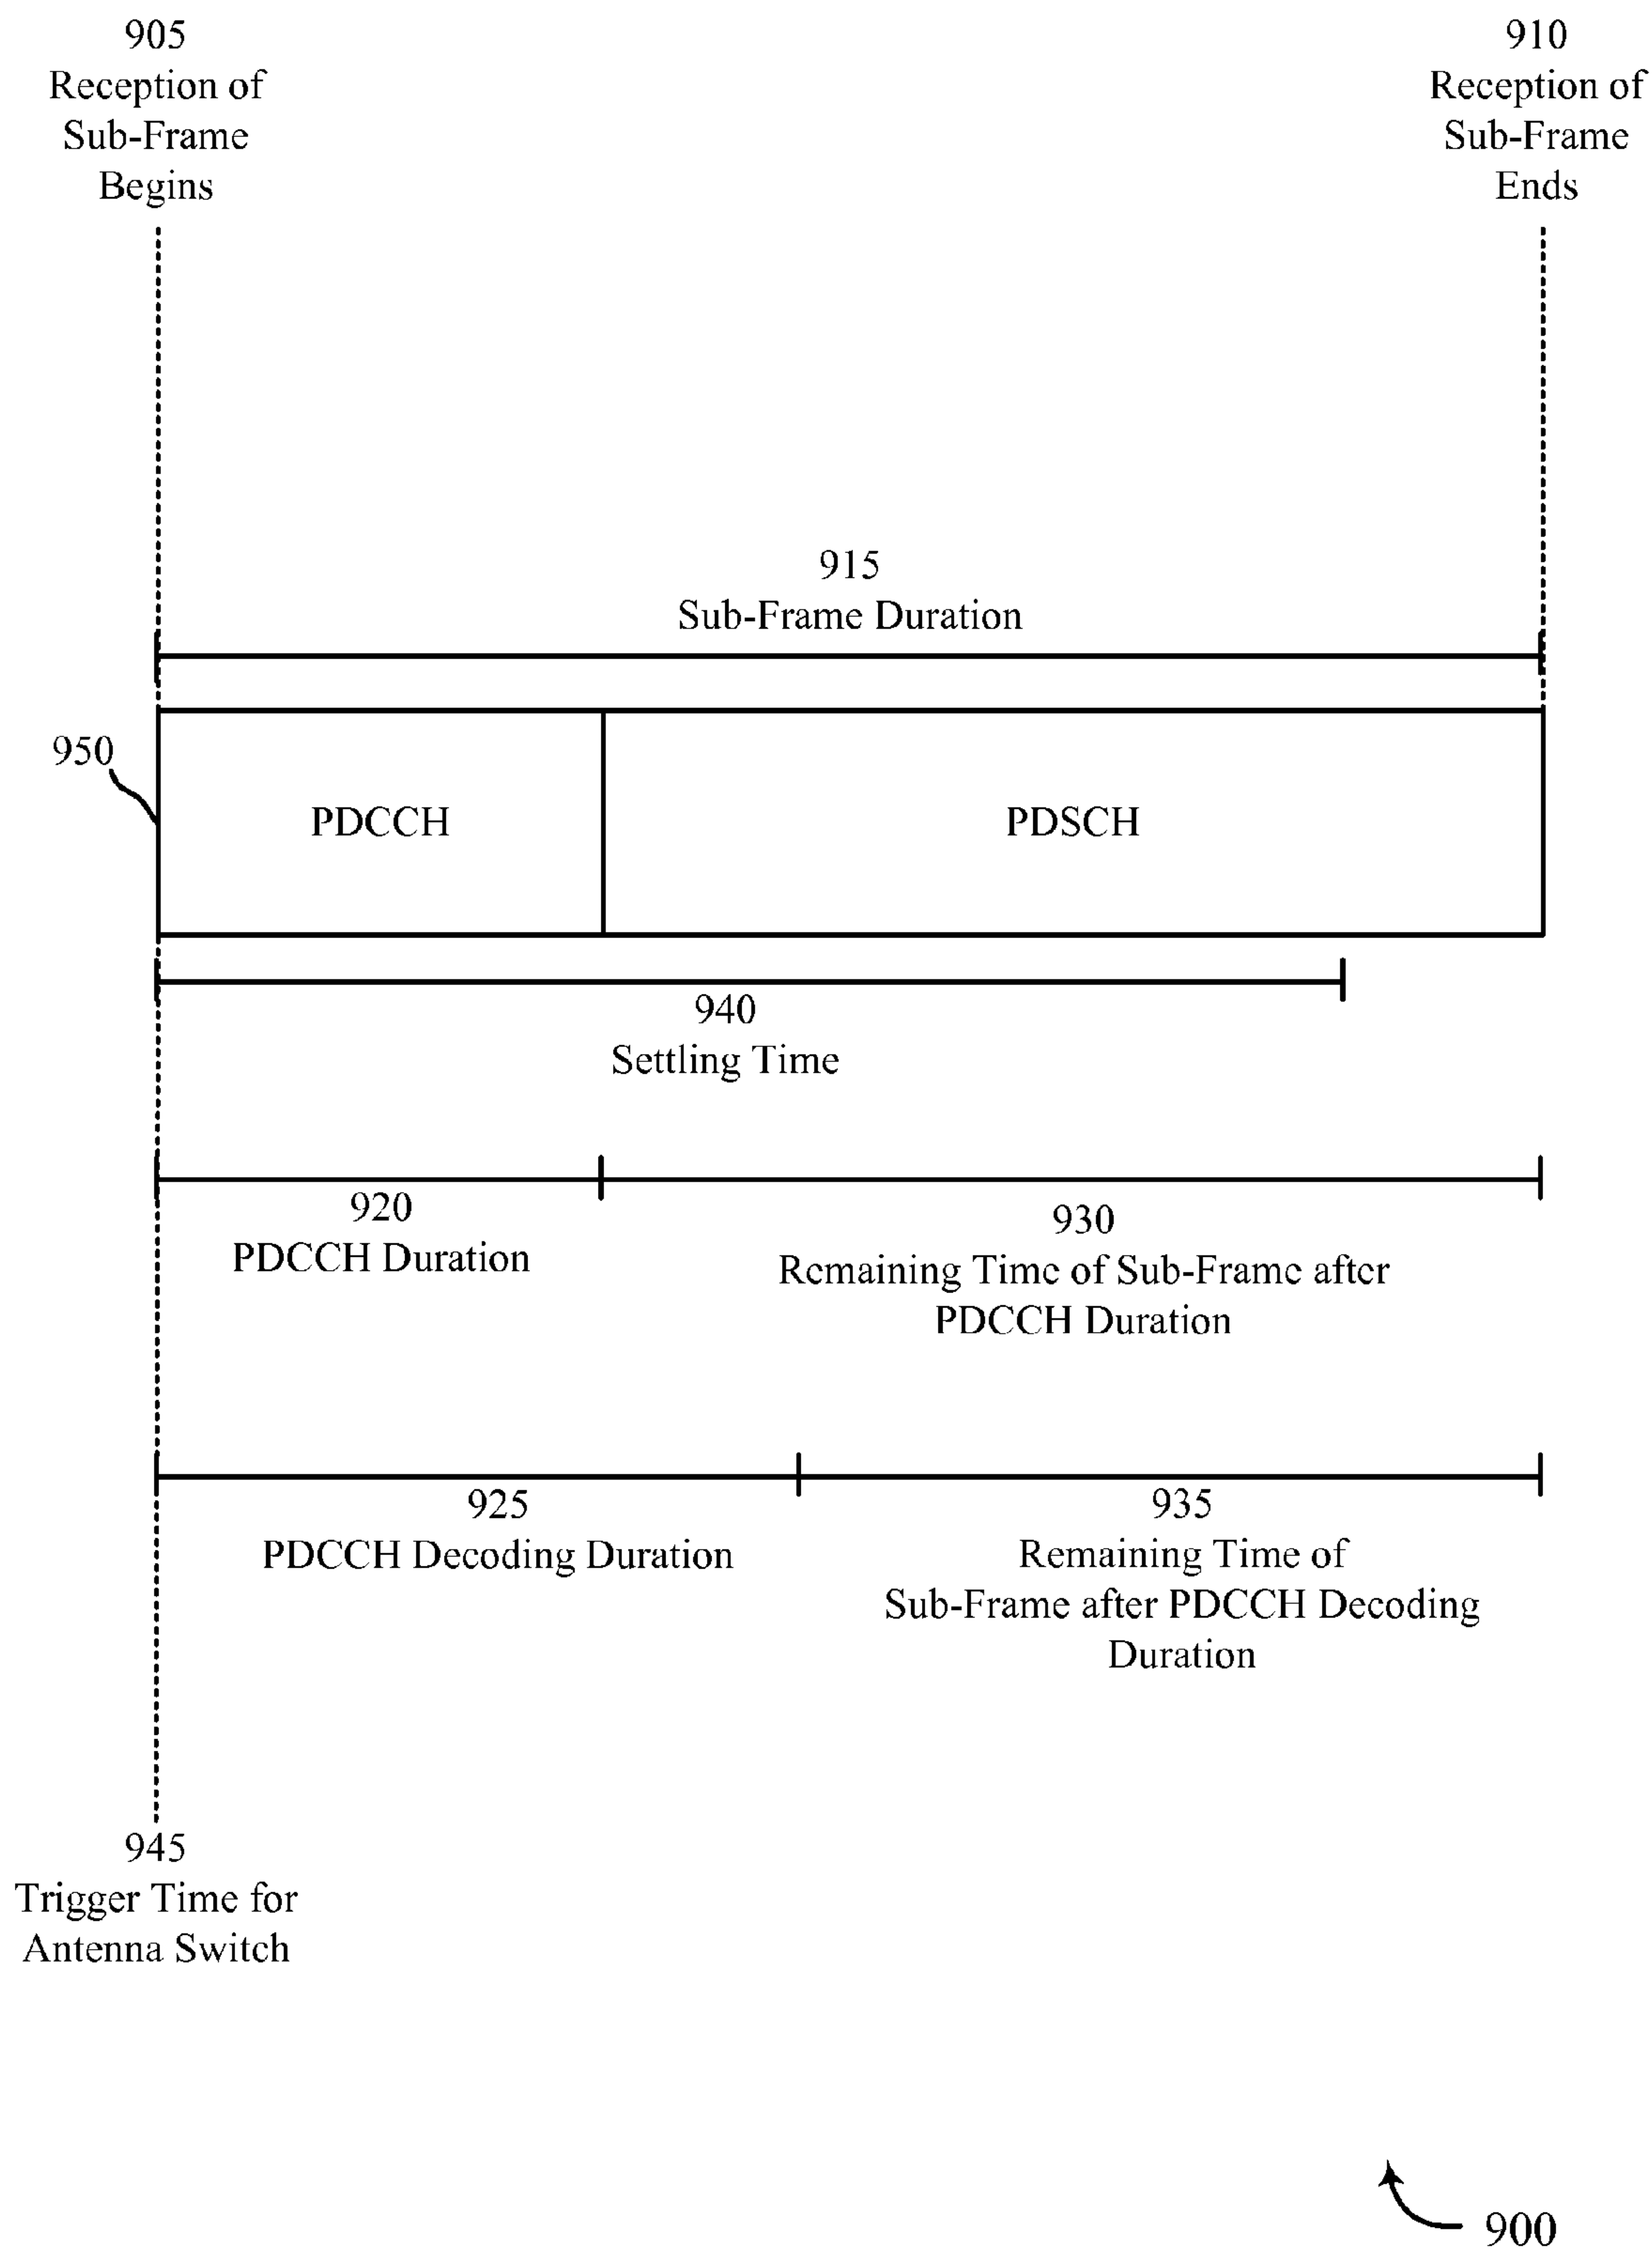 905
Reception of
Sub-Frame
Begins
910
Reception of
Sub-Frame
Ends
915
Sub-Frame Duration
950
PDCCH
PDSCH
940
Settling Time
920
PDCCH Duration
930
Remaining Time of Sub-Frame after
PDCCH Duration
925
PDCCH Decoding Duration
935
Remaining Time of
Sub-Frame after PDCCH Decoding
Duration
945
Trigger Time for
Antenna Switch
900